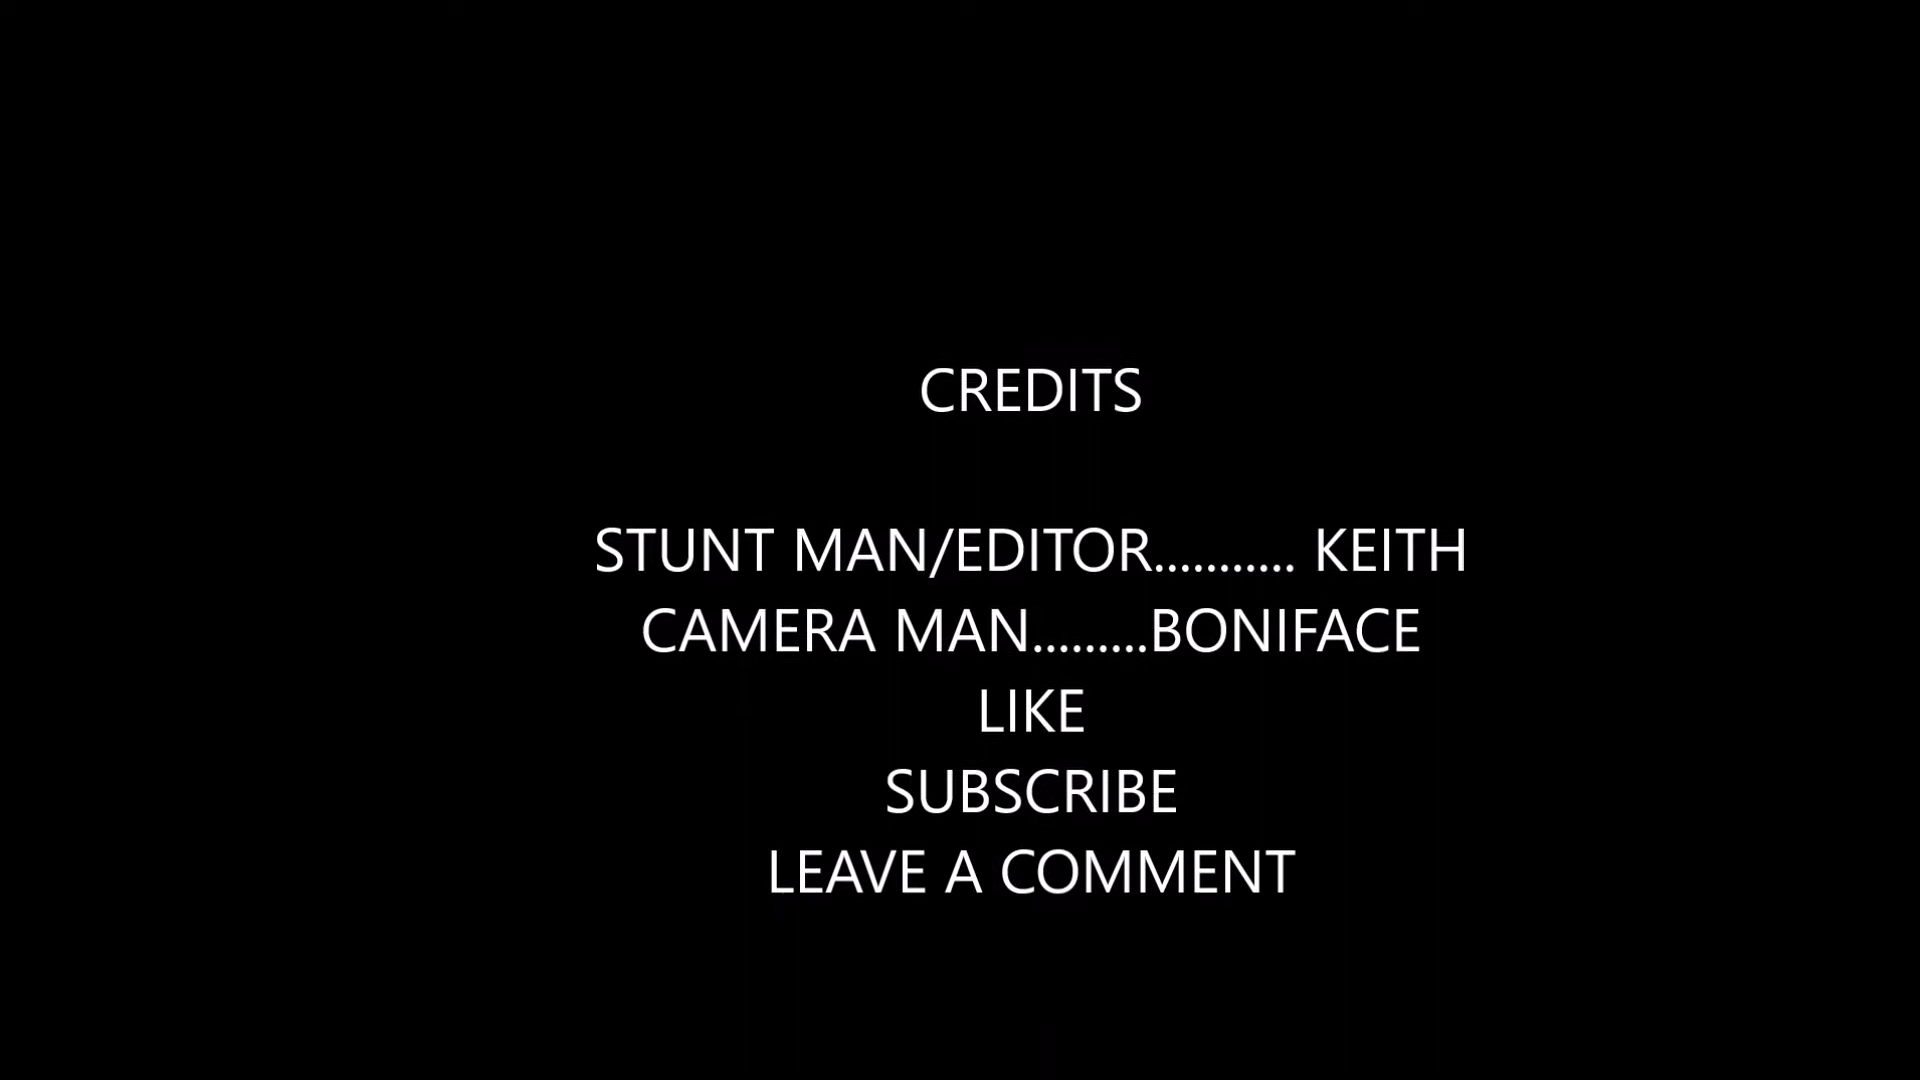 CREDITS
STUNT MAN/EDITOR........... KEITH
CAMERA MAN.........BONIFACE
LIKE
SUBSCRIBE
LEAVE A COMMENT